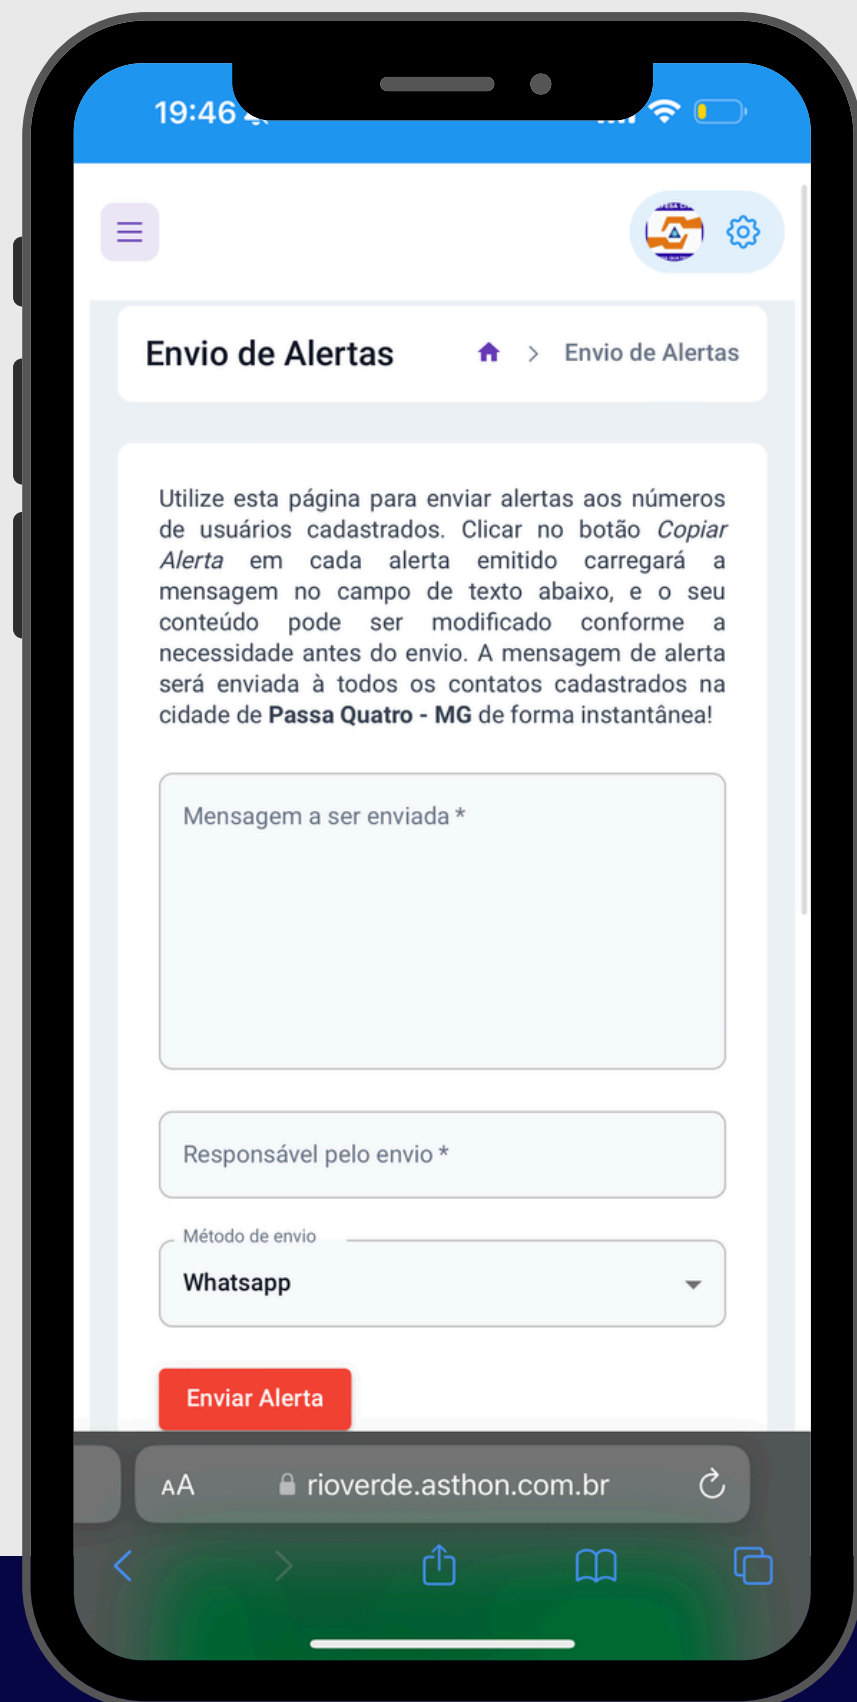 19:46
Envio de Alertas
Envio de Alertas
Utilize esta página para enviar alertas aos números
de usuários cadastrados. Clicar no botão Copiar
Alerta em cada alerta emitido carregará a
mensagem no campo de texto abaixo, e o seu
conteúdo pode ser modificado conforme a
necessidade antes do envio. A mensagem de alerta
será enviada à todos os contatos cadastrados na
cidade de Passa Quatro - MG de forma instantânea!
Mensagem a ser enviada *
Responsável pelo envio *
Método de envio
Whatsapp
Enviar Alerta
AA
rioverde.asthon.com.br